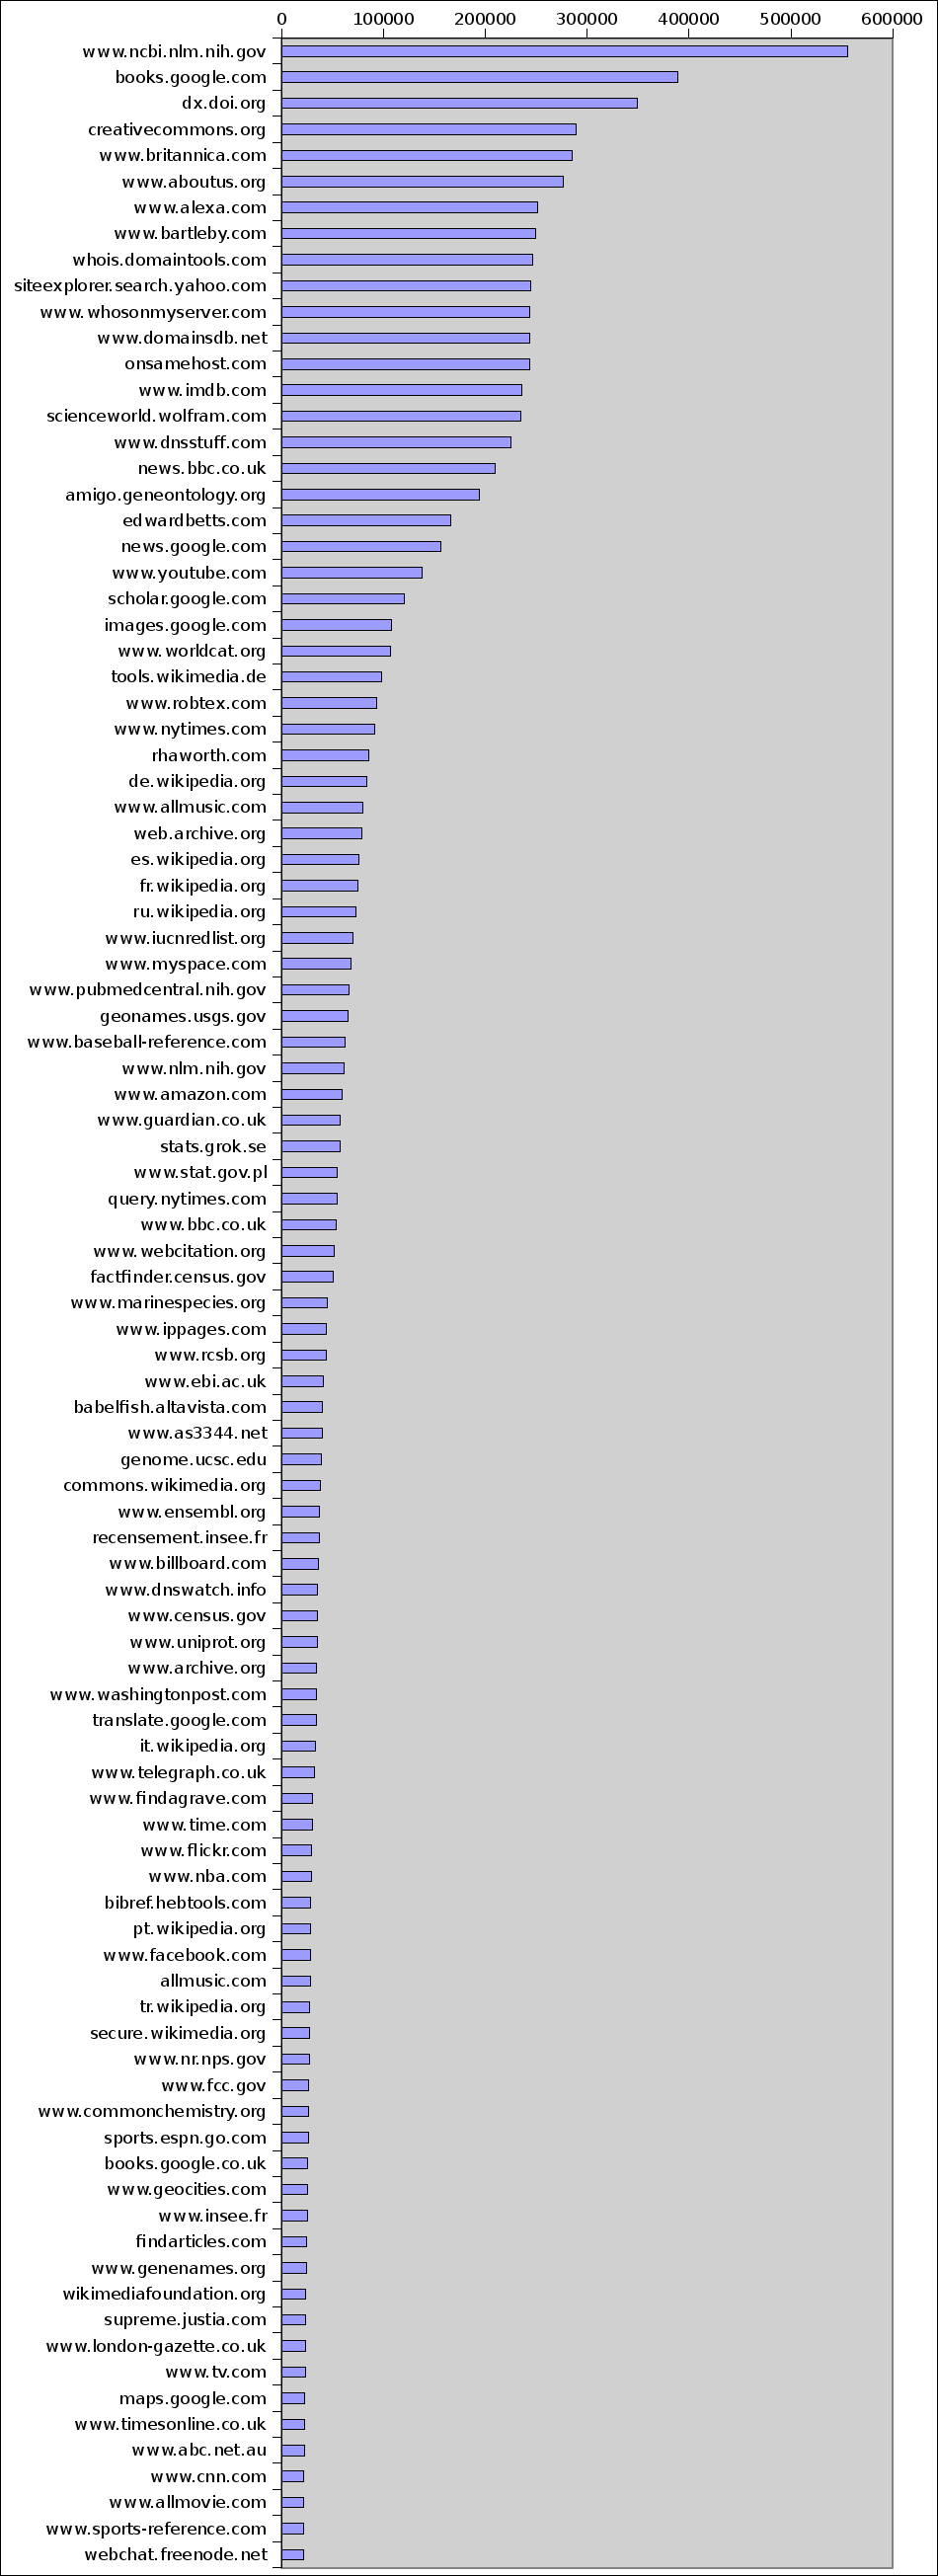 0 100000 200000 300000 400000 500000 600000
www.ncbi.nlm.nih.gov
books.google.com
dx.doi.org
creativecommons.org
www.britannica.com
www.aboutus.org
www.alexa.com
www.bartleby.com
whois.domaintools.com
siteexplorer.search.yahoo.com
www.whosonmyserver.com
www.domainsdb.net
onsamehost.com
www.imdb.com
scienceworld.wolfram.com
www.dnsstuff.com
news.bbc.co.uk
amigo.geneontology.org
edwardbetts.com
news.google.com
www.youtube.com
scholar.google.com
images.google.com
www.worldcat.org
tools.wikimedia.de
www.robtex.com
www.nytimes.com
rhaworth.com
de.wikipedia.org
www.allmusic.com
web.archive.org
es.wikipedia.org
fr.wikipedia.org
ru.wikipedia.org
www.iucnredlist.org
www.myspace.com
www.pubmedcentral.nih.gov
geonames.usgs.gov
www.baseball-reference.com
www.nlm.nih.gov
www.amazon.com
www.guardian.co.uk
stats.grok.se
www.stat.gov.pl
query.nytimes.com
www.bbc.co.uk
www.webcitation.org
factfinder.census.gov
www.marinespecies.org
www.ippages.com
www.rcsb.org
www.ebi.ac.uk
babelfish.altavista.com
www.as3344.net
genome.ucsc.edu
commons.wikimedia.org
www.ensembl.org
recensement.insee.fr
www.billboard.com
www.dnswatch.info
www.census.gov
www.uniprot.org
www.archive.org
www.washingtonpost.com
translate.google.com
it.wikipedia.org
www.telegraph.co.uk
www.findagrave.com
www.time.com
www.flickr.com
www.nba.com
bibref.hebtools.com
pt.wikipedia.org
www.facebook.com
allmusic.com
tr.wikipedia.org
secure.wikimedia.org
www.nr.nps.gov
www.fcc.gov
www.commonchemistry.org
sports.espn.go.com
books.google.co.uk
www.geocities.com
www.insee.fr
findarticles.com
www.genenames.org
wikimediafoundation.org
supreme.justia.com
www.london-gazette.co.uk
www.tv.com
maps.google.com
www.timesonline.co.uk
www.abc.net.au
www.cnn.com
www.allmovie.com
www.sports-reference.com
webchat.freenode.net